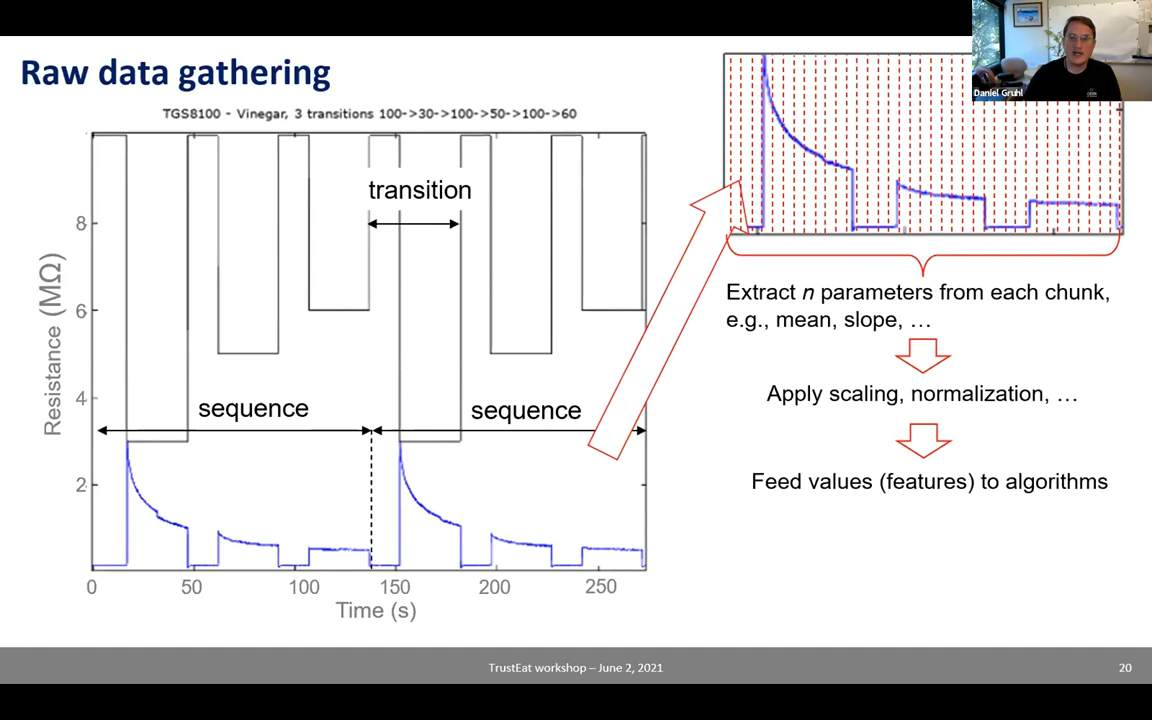 Raw data gathering
Daniel Gruhl
TGS8100 - Vinegar, 3 transitions 100->30->100->50->100->60
transition
8
6
4
2
Resistance (MΩ)
sequence
sequence
0
50
100
150
200
250
Time (s)
Extract n parameters from each chunk,
e.g., mean, slope, …
Apply scaling, normalization, …
Feed values (features) to algorithms
TrustEat workshop – June 2, 2021
20